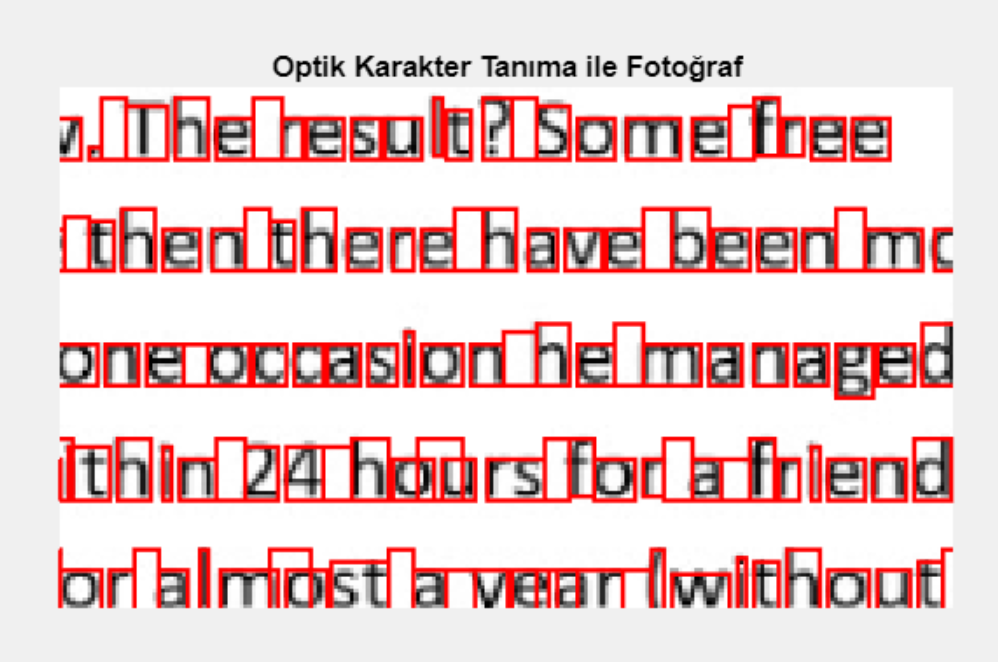 Optik Karakter Tanıma ile Fotoğraf
v. The result? Some free
then there have been mo
one occasion he managed
ithin 24 hours for a friend
or almost a year (without